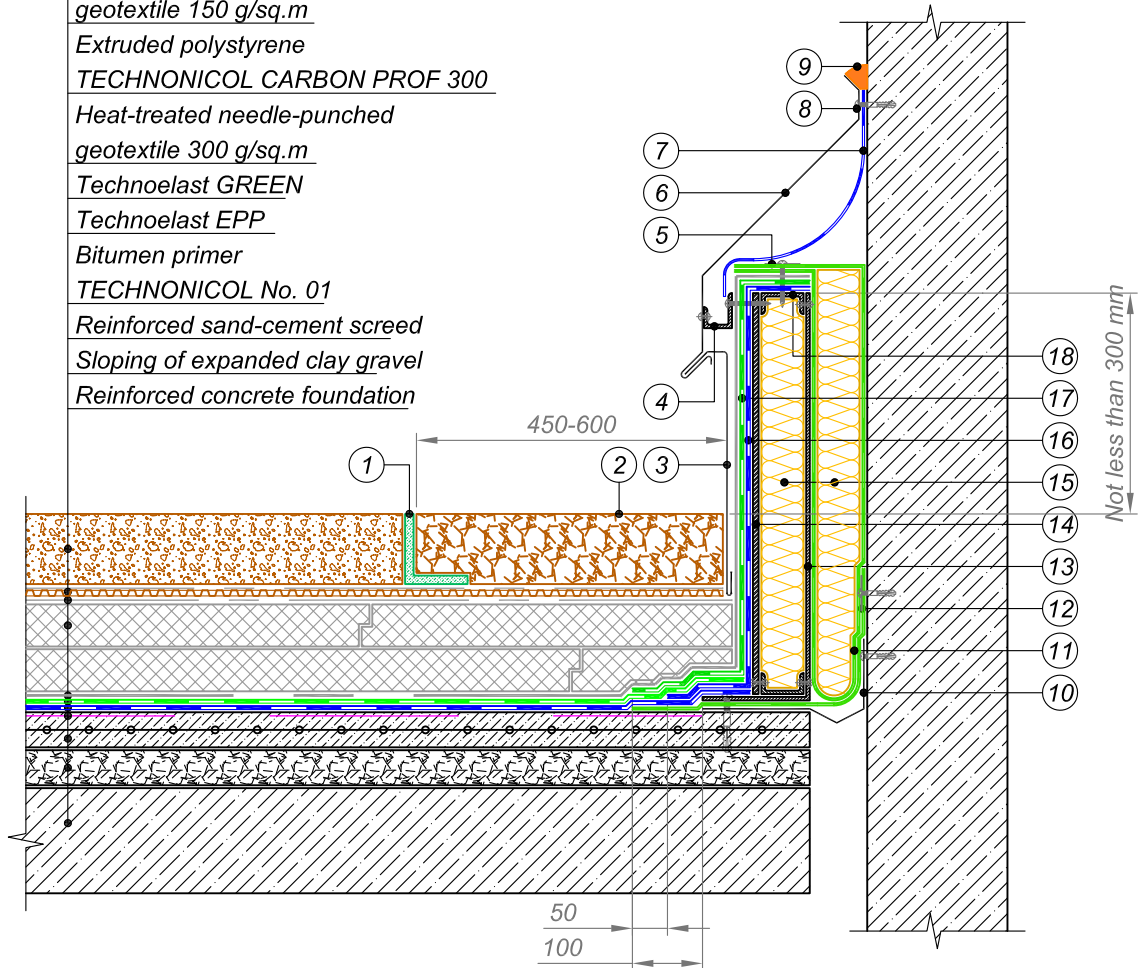 geotextile 150 g/sq.m
Extruded polystyrene
TECHNONICOL CARBON PROF 300
Heat-treated needle-punched
geotextile 300 g/sq.m
Technoelast GREEN
Technoelast EPP
Bitumen primer
TECHNONICOL No. 01
Reinforced sand-cement screed
Sloping of expanded clay gravel
Reinforced concrete foundation
9
8
7
6
5
4
450-600
1
2
3
Not less than 300 mm
18
17
16
15
14
13
12
11
10
50
100